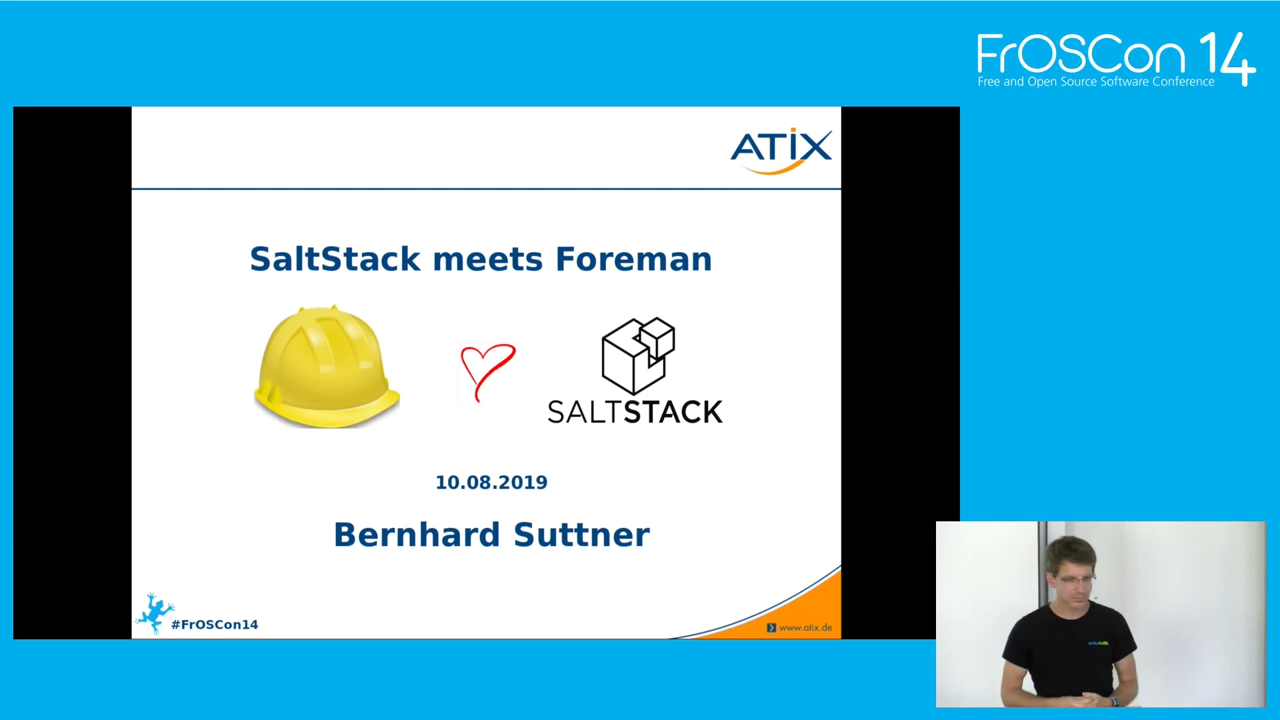 FrOSCon 14
Free and Open Source Software Conference
ATiX
SaltStack meets Foreman
SALTSTACK
10.08.2019
Bernhard Suttner
#FrOSCon14
www.atix.de